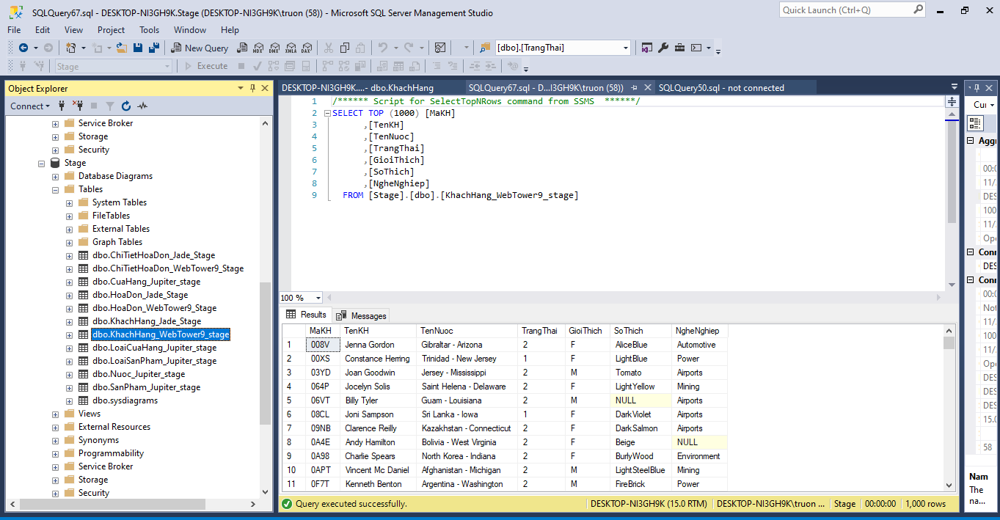 SQLQuery67.sql - DESKTOP-NI3GH9K.Stage (DESKTOP-NI3GH9K\truon (58)) - Microsoft SQL Server Management Studio
Quick Launch (Ctrl+Q)
File Edit View Project Tools Window Help
New Query MDX DMX XMLA DAX [dbo].[TrangThai]
Stage Execute
Object Explorer
Connect
Service Broker
Storage
Security
Stage
Database Diagrams
Tables
System Tables
FileTables
External Tables
Graph Tables
dbo.ChiTietHoaDon_Jade_Stage
dbo.ChiTietHoaDon_WebTower9_Stage
dbo.CuaHang_Jupiter_stage
dbo.HoaDon_Jade_Stage
dbo.HoaDon_WebTower9_Stage
dbo.KhachHang_Jade_Stage
dbo.KhachHang_WebTower9_stage
dbo.LoaiCuaHang_Jupiter_stage
dbo.LoaiSanPham_Jupiter_stage
dbo.Nuoc_Jupiter_stage
dbo.SanPham_Jupiter_stage
dbo.sysdiagrams
Views
External Resources
Synonyms
Programmability
Service Broker
Storage
Security
DESKTOP-NI3GH9K....- dbo.KhachHang SQLQuery67.sql - D...I3GH9K\truon (58)) SQLQuery50.sql - not connected
1 /****** Script for SelectTopNRows command from SSMS ******/
2 SELECT TOP (1000) [MaKH]
3 ,[TenKH]
4 ,[TenNuoc]
5 ,[TrangThai]
6 ,[GioiThich]
7 ,[SoThich]
8 ,[NgheNghiep]
9 FROM [Stage].[dbo].[KhachHang_WebTower9_stage]
100 %
Results Messages
MaKH TenKH TenNuoc TrangThai GioiThich SoThich NgheNghiep
1 008V Jenna Gordon Gibraltar - Arizona 2 F AliceBlue Automotive
2 00XS Constance Herring Trinidad - New Jersey 1 F LightBlue Power
3 03YD Joan Goodwin Jersey - Mississippi 2 M Tomato Airports
4 064P Jocelyn Solis Saint Helena - Delaware 2 F LightYellow Mining
5 06VT Billy Tyler Guam - Louisiana 2 M NULL Airports
6 08CL Joni Sampson Sri Lanka - Iowa 1 F DarkViolet Airports
7 09NB Clarence Reilly Kazakhstan - Connecticut 2 F DarkSalmon Airports
8 0A4E Andy Hamilton Bolivia - West Virginia 2 F Beige NULL
9 0A98 Charlie Spears North Korea - Indiana 2 F BurlyWood Environment
10 0APT Vincent Mc Daniel Afghanistan - Michigan 2 M LightSteelBlue Mining
11 0F7T Kenneth Benton Argentina - Washington 2 M FireBrick Power
Query executed successfully. DESKTOP-NI3GH9K (15.0 RTM) DESKTOP-NI3GH9K\truon ... Stage 00:00:00 1,000 rows
Cur
Aggr
00:0
11/
DES
100
11/
Ope
Conn
DES
Conn
00:0
Not
11/
100
11/
Ope
DES
DES
DES
15.0
58
Nam
The
na...